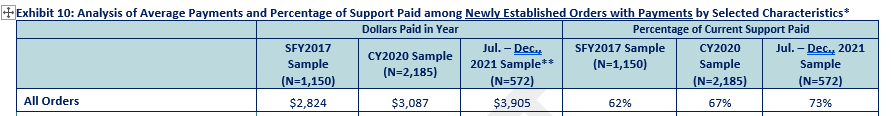 Exhibit 10: Analysis of Average Payments and Percentage of Support Paid among Newly Established Orders with Payments by Selected Characteristics*
Dollars Paid in Year Percentage of Current Support Paid
SFY2017 Sample (N=1,150) CY2020 Sample (N=2,185) Jul. – Dec., 2021 Sample** (N=572) SFY2017 Sample (N=1,150) CY2020 Sample (N=2,185) Jul. – Dec., 2021 Sample (N=572)
All Orders $2,824 $3,087 $3,905 62% 67% 73%